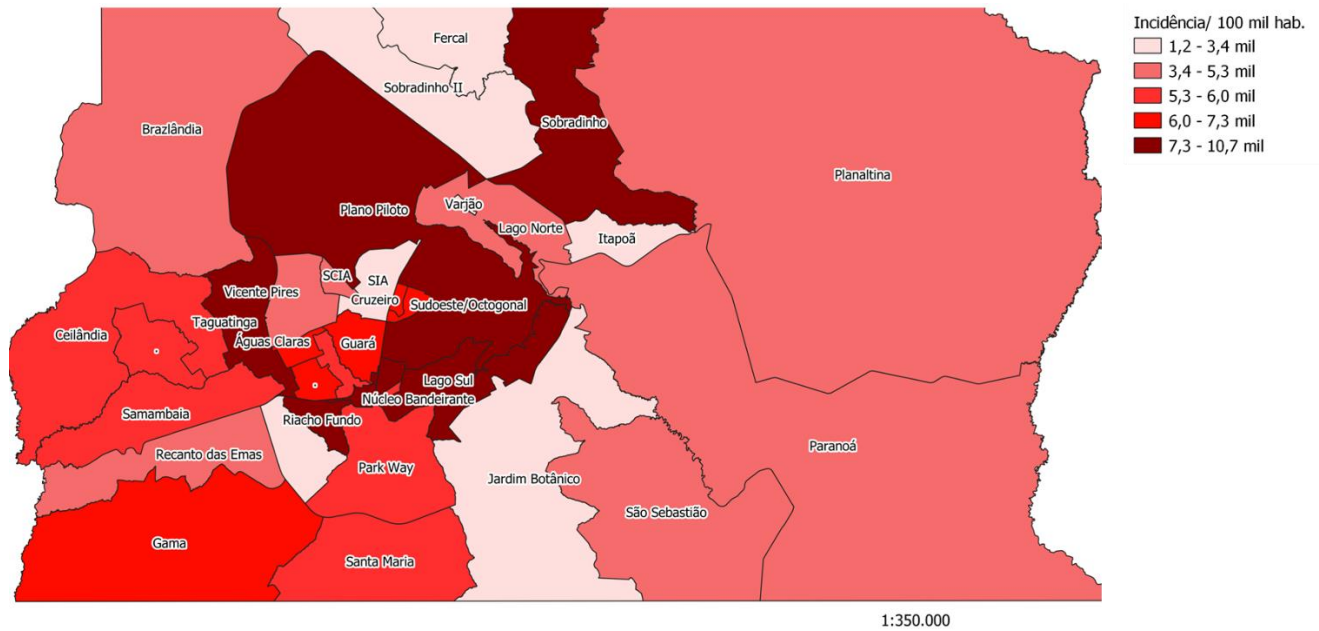 Incidência/ 100 mil hab.
1,2 - 3,4 mil
3,4 - 5,3 mil
5,3 - 6,0 mil
6,0 - 7,3 mil
7,3 - 10,7 mil
Fercal
Sobradinho II
Sobradinho
Brazlândia
Planaltina
Plano Piloto
Varjão
Lago Norte
Itapoã
SCIA
SIA
Vicente Pires
Cruzeiro
Sudoeste/Octogonal
Taguatinga
Ceilândia
Águas Claras
Guará
Lago Sul
Núcleo Bandeirante
Samambaia
Riacho Fundo
Recanto das Emas
Park Way
Jardim Botânico
Paranoá
São Sebastião
Gama
Santa Maria
1:350.000